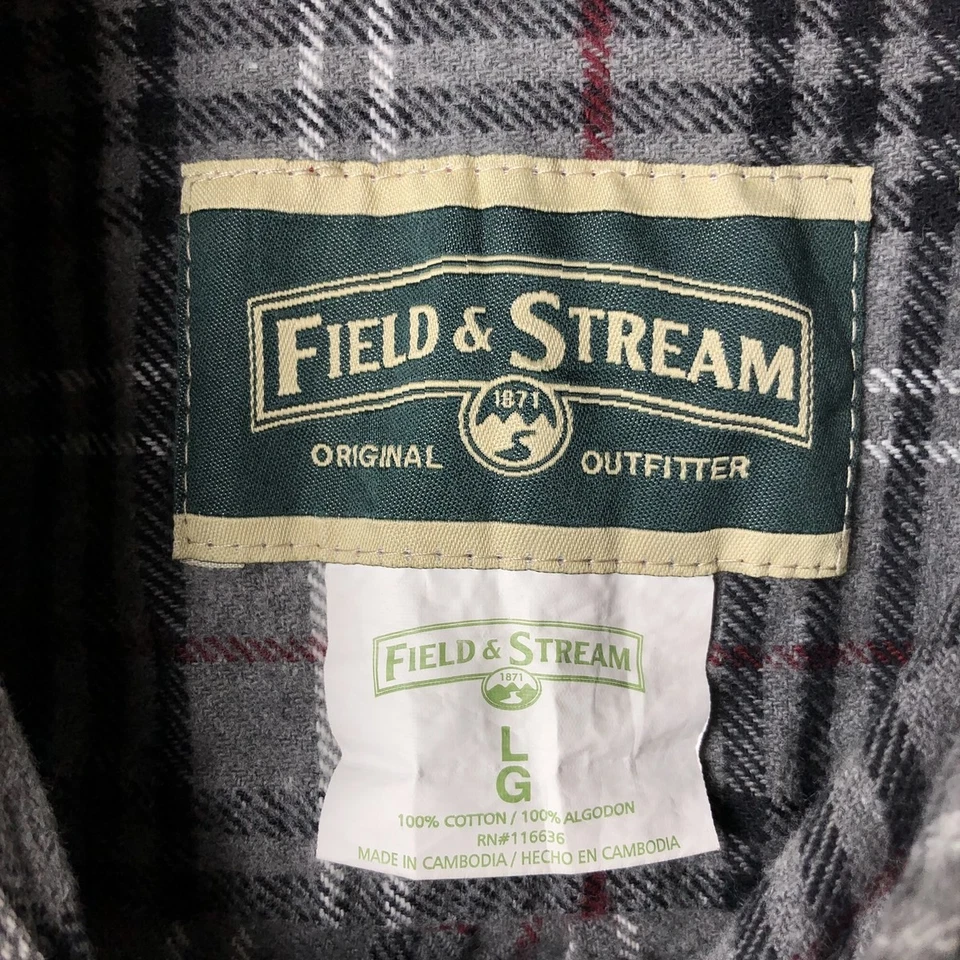 FIELD & STREAM
1871
ORIGINAL OUTFITTER
FIELD & STREAM
1871
L
G
100% COTTON / 100% ALGODON
RN#116636
MADE IN CAMBODIA / HECHO EN CAMBODIA